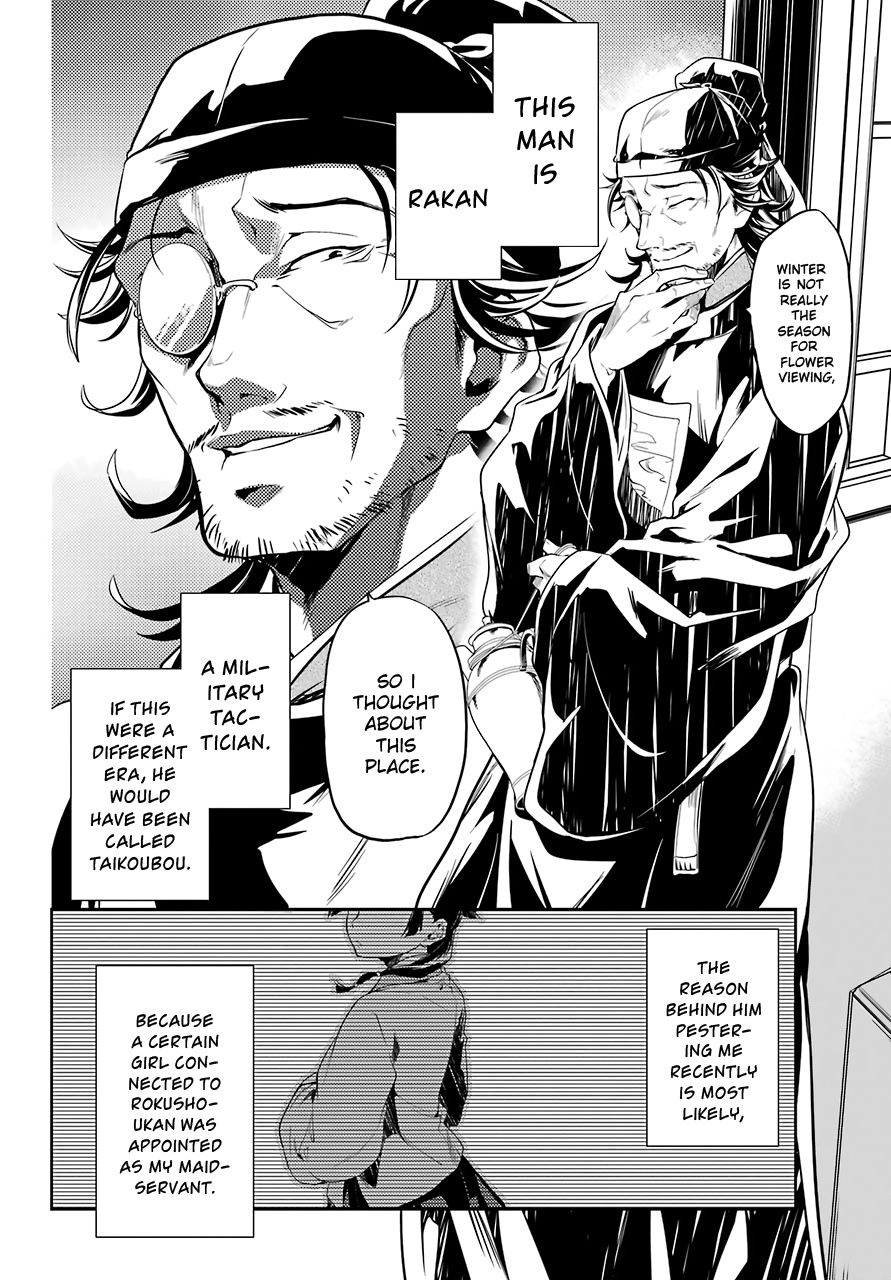 THIS
MAN
IS
RAKAN
WINTER
IS NOT
REALLY
THE
SEASON
FOR
FLOWER
VIEWING,
SO I
THOUGHT
ABOUT
THIS
PLACE.
A MIL-
ITARY
TAC-
TICIAN.
IF THIS
WERE A
DIFFERENT
ERA, HE
WOULD
HAVE BEEN
CALLED
TAIKOUBOU.
THE
REASON
BEHIND HIM
PESTER-
ING ME
RECENTLY
IS MOST
LIKELY,
BECAUSE
A CERTAIN
GIRL CON-
NECTED TO
ROKUSHO-
UKAN WAS
APPOINTED
AS MY MAID-
SERVANT.